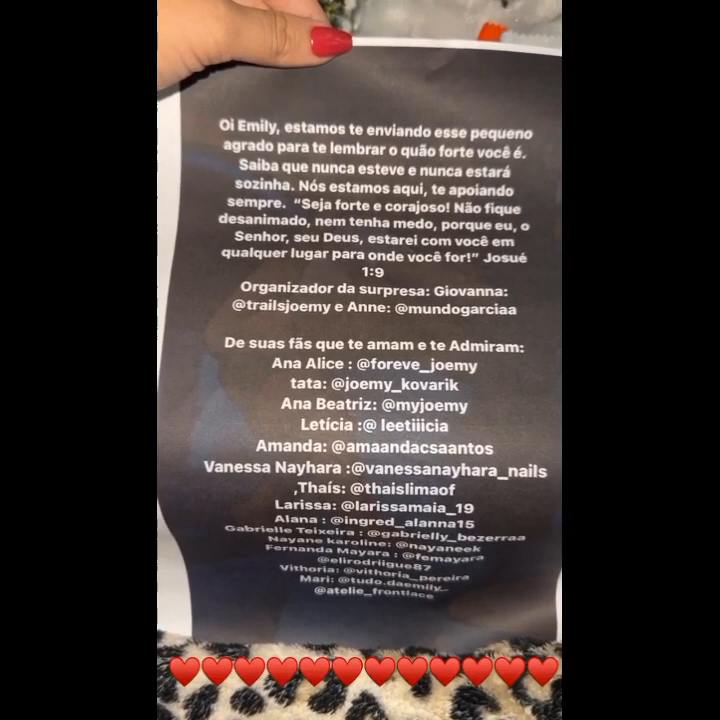 Oi Emily, estamos te enviando esse pequeno
agrado para te lembrar o quão forte você é.
Saiba que nunca esteve e nunca estará
sozinha. Nós estamos aqui, te apoiando
sempre. “Seja forte e corajoso! Não fique
desanimado, nem tenha medo, porque eu, o
Senhor, seu Deus, estarei com você em
qualquer lugar para onde você for!” Josué
1:9
Organizador da surpresa: Giovanna:
@trailsjoemy e Anne: @mundogarciaa
De suas fãs que te amam e te Admiram:
Ana Alice : @foreve_joemy
tata: @joemy_kovarik
Ana Beatriz: @myjoemy
Letícia :@ leetiiicia
Amanda: @amaandacsaantos
Vanessa Nayhara :@vanessanayhara_nails
,Thaís: @thaislimaof
Larissa: @larissamaia_19
Alana : @ingred_alanna15
Gabrielle Teixeira : @gabrielly_bezerraa
Nayane karoline: @nayaneek
Fernanda Mayara : @femayara
@elirodriigue87
Vithoria: @vithoria_pereira
Mari: @tudo.daemily_
@atelie_frontlace